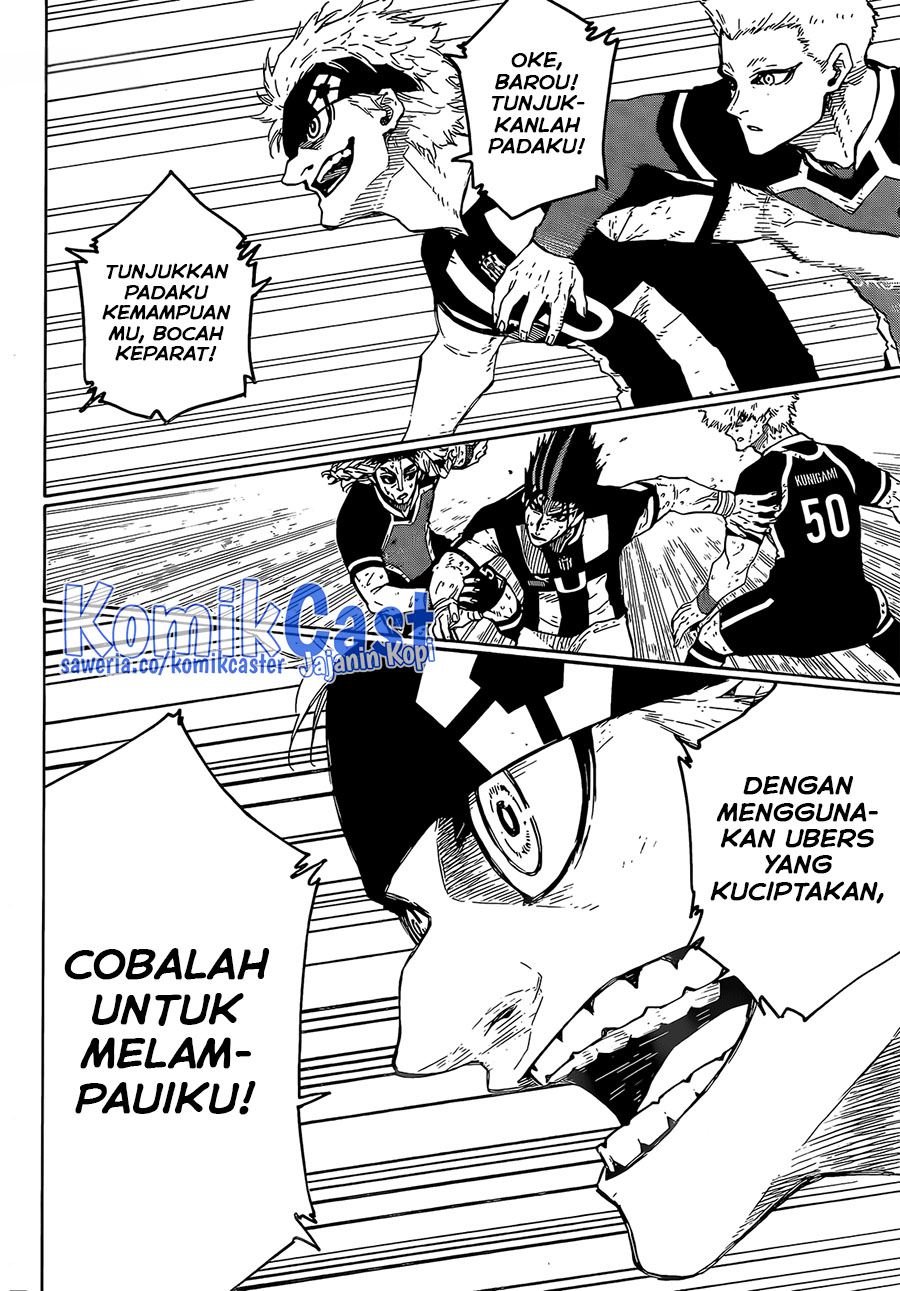 OKE,
BAROU!
TUNJUK-
KANLAH
PADAKU!
TUNJUKKAN
PADAKU
KEMAMPUAN
MU, BOCAH
KEPARAT!
KUNIGAMI
50
KomikCast
saweria.co/komikcaster - Jajanin Kopi
DENGAN
MENGGUNA-
KAN UBERS
YANG
KUCIPTAKAN,
COBALAH
UNTUK
MELAM-
PAUIKU!